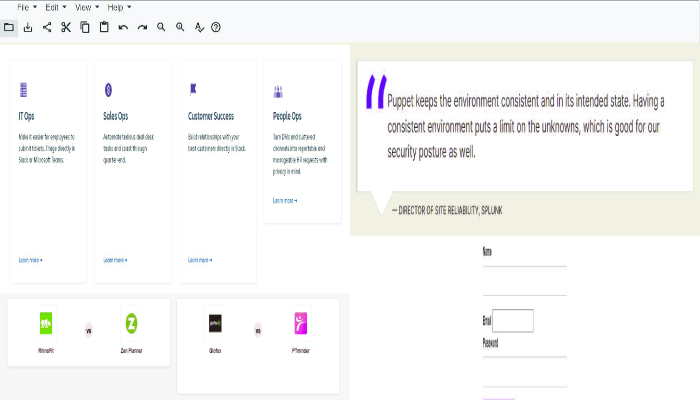 File Edit View Help
IT Ops
Make it easier for employees to
submit tickets. Triage directly in
Slack or Microsoft Teams.
Learn more
Sales Ops
Automate tedious deal desk
tasks and coast through
quarter-end.
Learn more
Customer Success
Build relationships with your
best customers directly in Slack.
Learn more
People Ops
Turn DMs and cluttered
channels into reportable and
manageable HR requests with
privacy in mind.
Learn more
RhinoFit
vs
Zen Planner
Glofox
vs
PTminder
Puppet keeps the environment consistent and in its intended state. Having a
consistent environment puts a limit on the unknowns, which is good for our
security posture as well.
— DIRECTOR OF SITE RELIABILITY, SPLUNK
Name
Email
Password